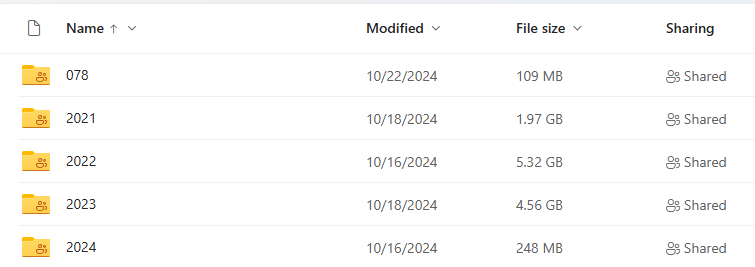 Name Modified File size Sharing
078 10/22/2024 109 MB Shared
2021 10/18/2024 1.97 GB Shared
2022 10/16/2024 5.32 GB Shared
2023 10/18/2024 4.56 GB Shared
2024 10/16/2024 248 MB Shared